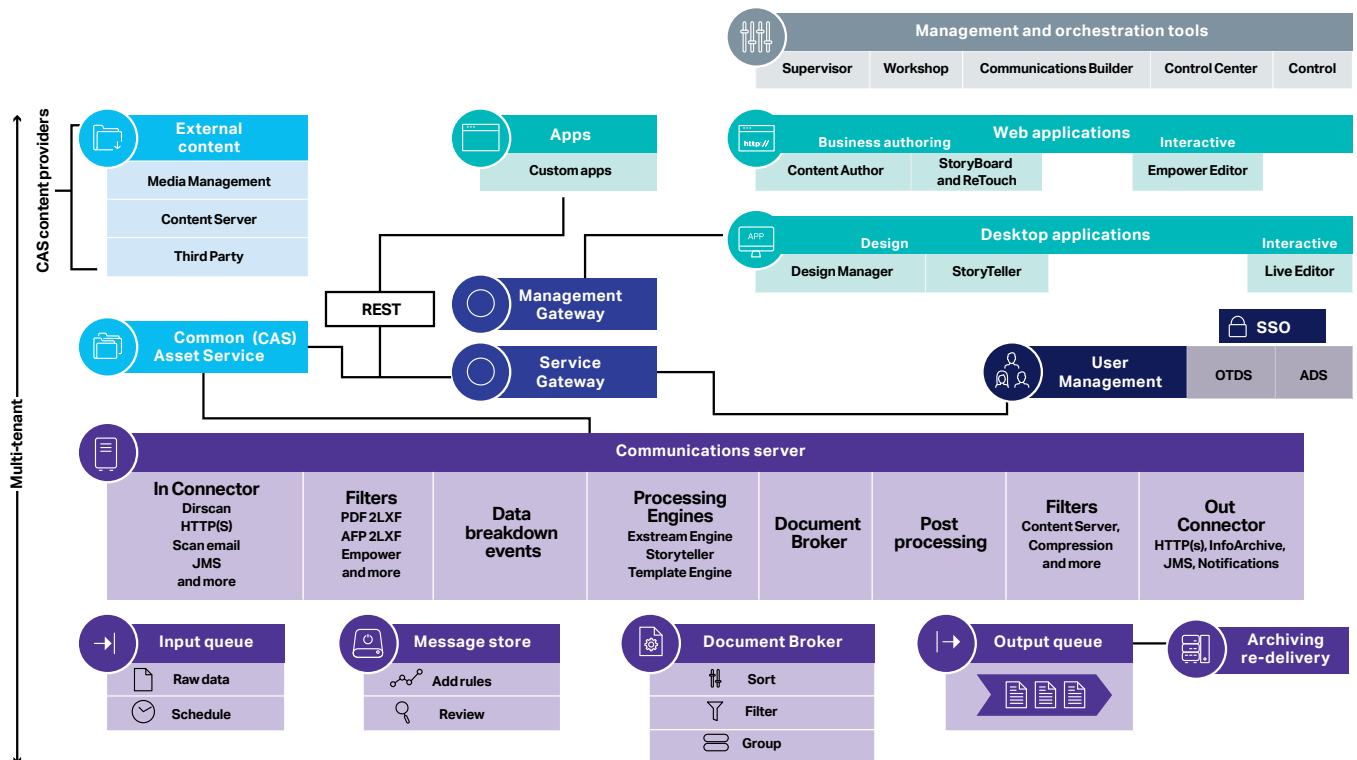 Management and orchestration tools
Supervisor
Workshop
Communications Builder
Control Center
Control
CAS content providers
External
content
Media Management
Content Server
Third Party
Apps
Custom apps
http://
Web applications
Business authoring
Interactive
Content Author
StoryBoard
and ReTouch
Empower Editor
APP
Desktop applications
Design
Interactive
Design Manager
StoryTeller
Live Editor
REST
Management
Gateway
Common (CAS)
Asset Service
Service
Gateway
SSO
User
Management
OTDS
ADS
Multi-tenant
Communications server
In Connector
Dirscan
HTTP(S)
Scan email
JMS
and more
Filters
PDF 2LXF
AFP 2LXF
Empower
and more
Data
breakdown
events
Processing
Engines
Exstream Engine
Storyteller
Template Engine
Document
Broker
Post
processing
Filters
Content Server,
Compression
and more
Out
Connector
HTTP(s), InfoArchive,
JMS, Notifications
Input queue
Raw data
Schedule
Message store
Add rules
Review
Document Broker
Sort
Filter
Group
Output queue
Archiving
re-delivery